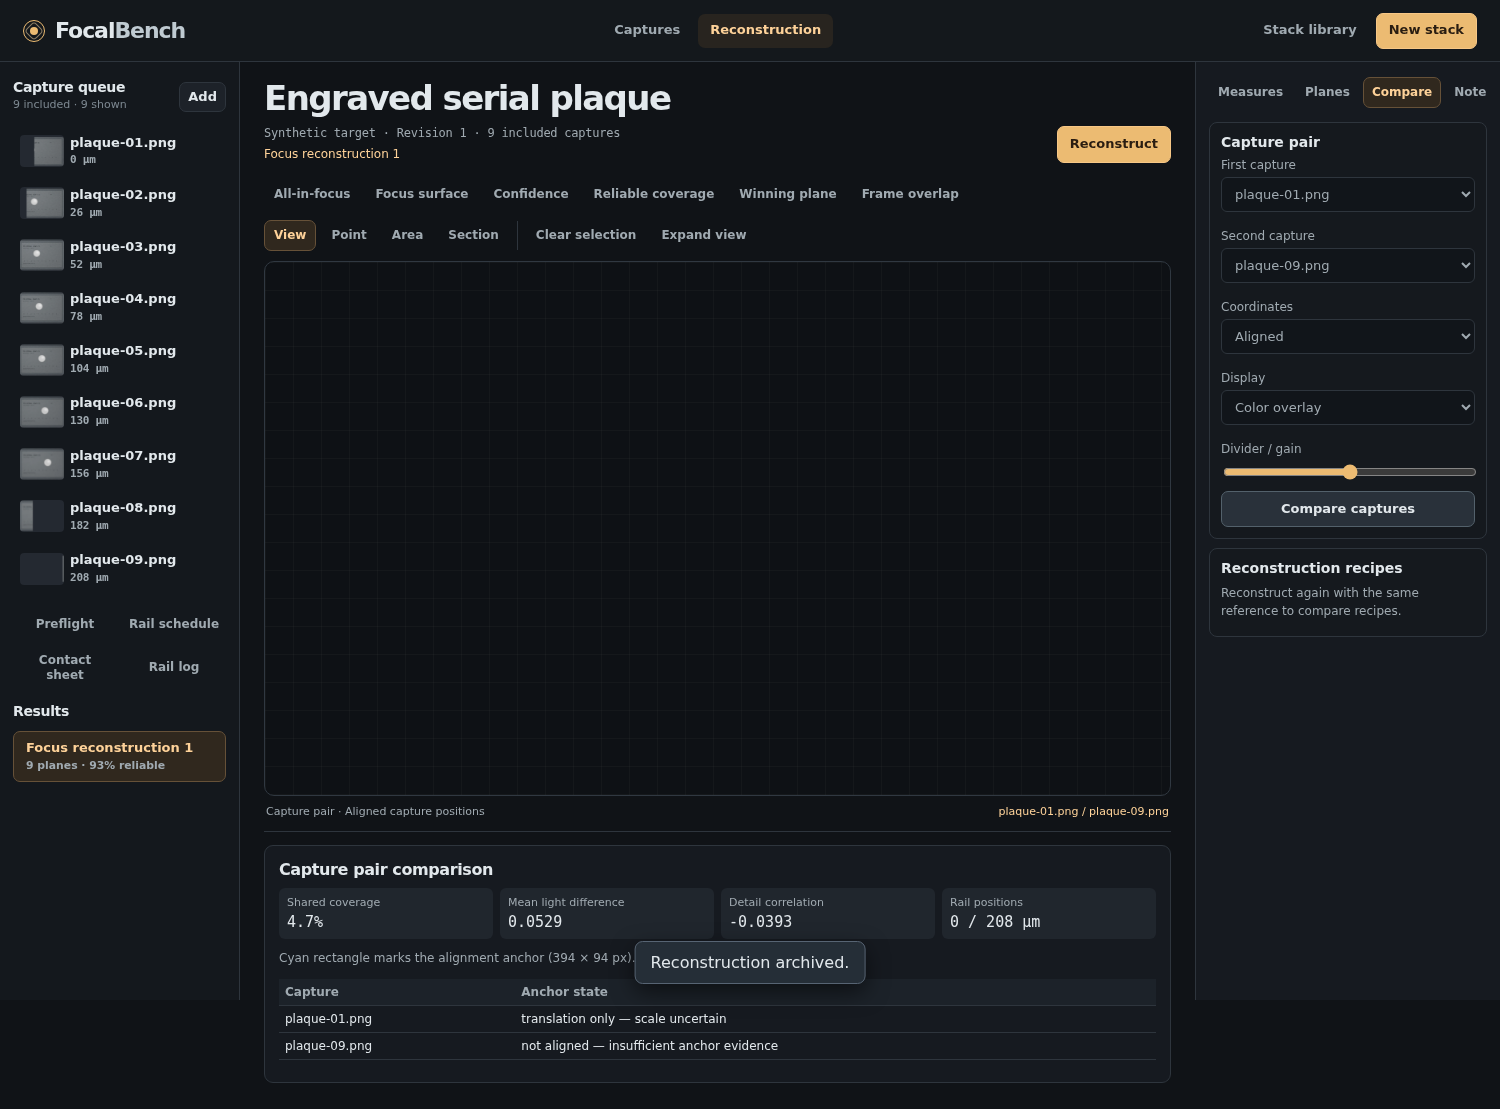 FocalBench
Captures
Reconstruction
Stack library
New stack
Capture queue
9 included · 9 shown
Add
plaque-01.png
0 µm
plaque-02.png
26 µm
plaque-03.png
52 µm
plaque-04.png
78 µm
plaque-05.png
104 µm
plaque-06.png
130 µm
plaque-07.png
156 µm
plaque-08.png
182 µm
plaque-09.png
208 µm
Preflight
Rail schedule
Contact
sheet
Rail log
Results
Focus reconstruction 1
9 planes · 93% reliable
Engraved serial plaque
Synthetic target · Revision 1 · 9 included captures
Focus reconstruction 1
Reconstruct
All-in-focus
Focus surface
Confidence
Reliable coverage
Winning plane
Frame overlap
View
Point
Area
Section
Clear selection
Expand view
Capture pair · Aligned capture positions
plaque-01.png / plaque-09.png
Capture pair comparison
Shared coverage
4.7%
Mean light difference
0.0529
Detail correlation
-0.0393
Rail positions
0 / 208 µm
Cyan rectangle marks the alignment anchor (394 × 94 px).
Reconstruction archived.
Capture
Anchor state
plaque-01.png
translation only — scale uncertain
plaque-09.png
not aligned — insufficient anchor evidence
Measures
Planes
Compare
Note
Capture pair
First capture
plaque-01.png
Second capture
plaque-09.png
Coordinates
Aligned
Display
Color overlay
Divider / gain
Compare captures
Reconstruction recipes
Reconstruct again with the same
reference to compare recipes.